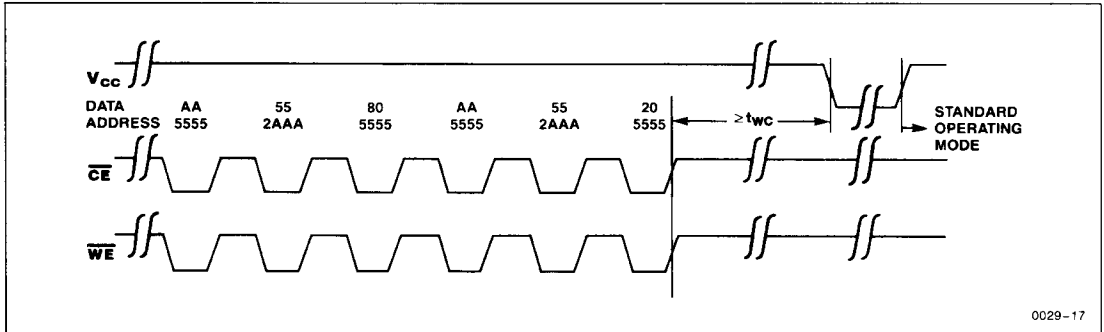 VCC
DATA AA 55 80 AA 55 20
ADDRESS 5555 2AAA 5555 5555 2AAA 5555
≥tWC
STANDARD
OPERATING
MODE
CE
WE
0029-17